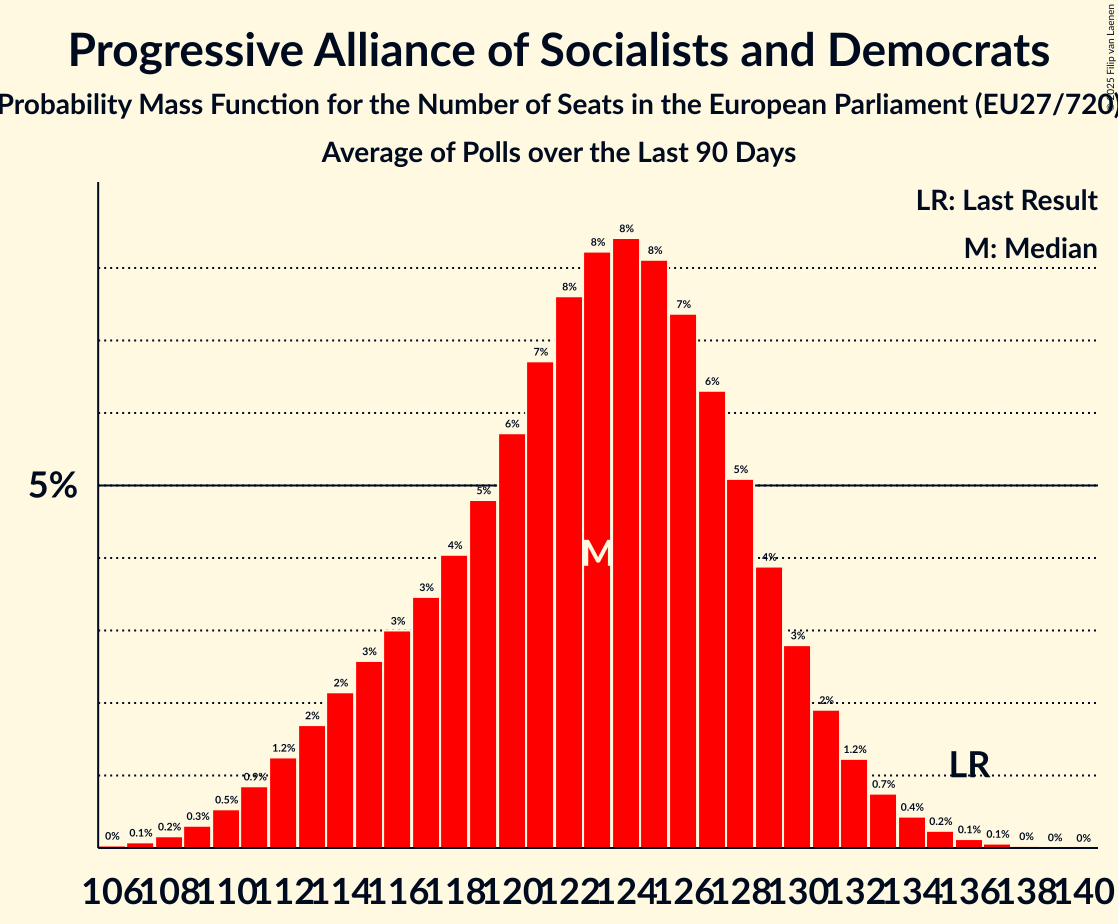 Progressive Alliance of Socialists and Democrats
Probability Mass Function for the Number of Seats in the European Parliament (EU27/720)
Average of Polls over the Last 90 Days
© 2025 Filip van Laenen
LR: Last Result
M: Median
5%
0% 0.1% 0.2% 0.3% 0.5% 0.9% 1.2% 2% 2% 3% 3% 3% 4% 5% 6% 7% 8% 8% 8% 8% 7% 6% 5% 4% 3% 2% 1.2% 0.7% 0.4% 0.2% 0.1% 0.1% 0% 0% 0%
M
LR
106 108 110 112 114 116 118 120 122 124 126 128 130 132 134 136 138 140